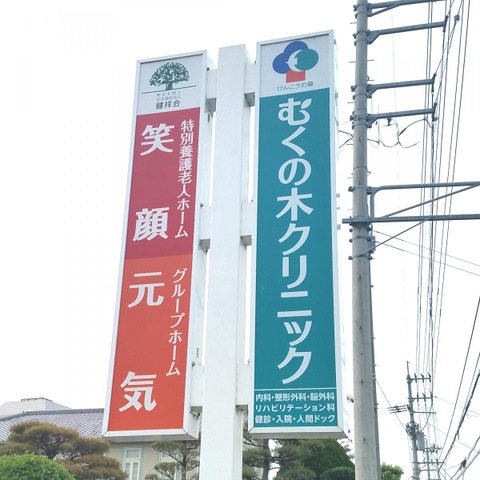 健祥会
特別養護老人ホーム
笑顔
グループホーム
元気
けんこうの森
むくの木クリニック
内科・整形外科・脳外科
リハビリテーション科
健診・入院・人間ドック